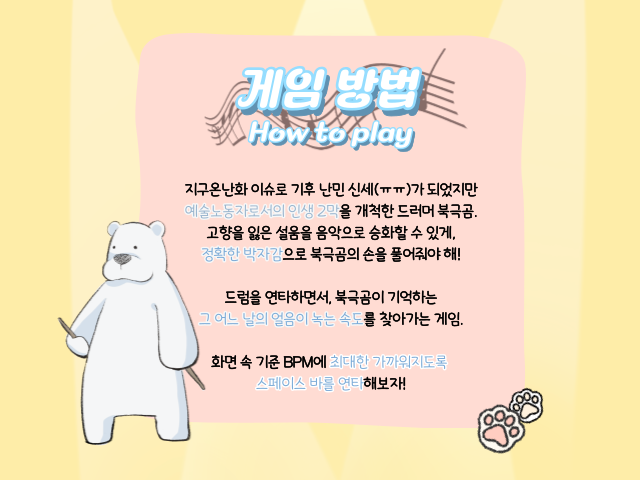 게임 방법
How to play
지구온난화 이슈로 기후 난민 신세(ㅠㅠ)가 되었지만
예술노동자로서의 인생 2막을 개척한 드러머 북극곰.
고향을 잃은 설움을 음악으로 승화할 수 있게,
정확한 박자감으로 북극곰의 손을 풀어줘야 해!
드럼을 연타하면서, 북극곰이 기억하는
그 어느 날의 얼음이 녹는 속도를 찾아가는 게임.
화면 속 기준 BPM에 최대한 가까워지도록
스페이스 바를 연타해보자!